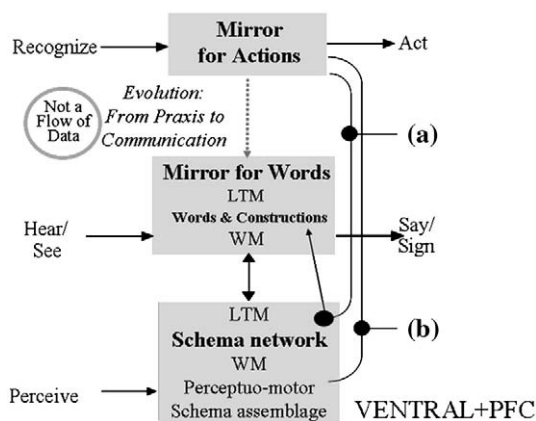 Mirror
for Actions
Recognize
Act
Not a
Flow of
Data
Evolution:
From Praxis to
Communication
(a)
Mirror for Words
LTM
Words & Constructions
WM
Hear/
See
Say/
Sign
LTM
Schema network
WM
Perceptuo-motor
Schema assemblage
Perceive
(b)
VENTRAL+PFC